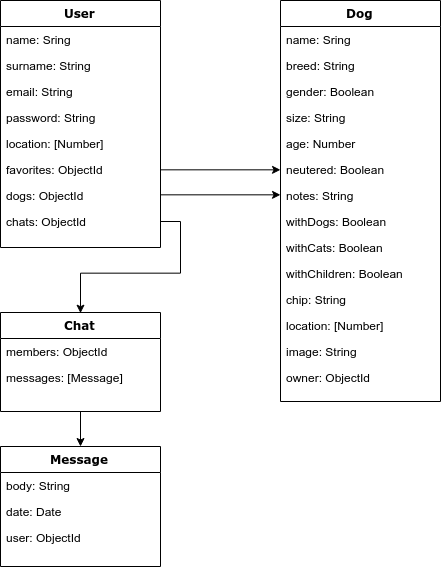 User
name: Sring
surname: String
email: String
password: String
location: [Number]
favorites: ObjectId
dogs: ObjectId
chats: ObjectId
Dog
name: Sring
breed: String
gender: Boolean
size: String
age: Number
neutered: Boolean
notes: String
withDogs: Boolean
withCats: Boolean
withChildren: Boolean
chip: String
location: [Number]
image: String
owner: ObjectId
Chat
members: ObjectId
messages: [Message]
Message
body: String
date: Date
user: ObjectId